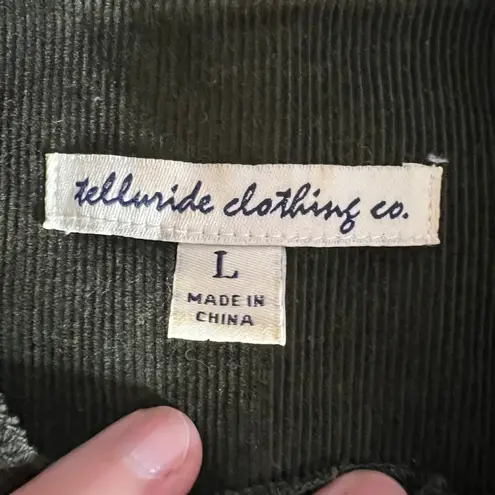 telluride clothing co.
L
MADE IN
CHINA